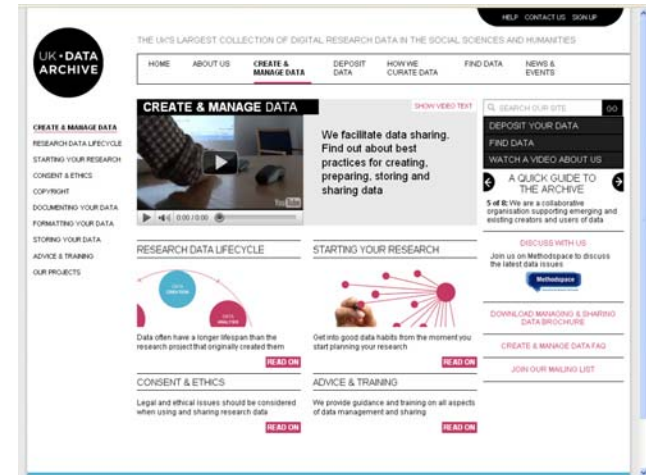 HELP CONTACT US SIGN UP
THE UK'S LARGEST COLLECTION OF DIGITAL RESEARCH DATA IN THE SOCIAL SCIENCES AND HUMANITIES
UK • DATA
ARCHIVE
HOME ABOUT US CREATE & MANAGE DATA DEPOSIT DATA HOW WE CURATE DATA FIND DATA NEWS & EVENTS
CREATE & MANAGE DATA
RESEARCH DATA LIFECYCLE
STARTING YOUR RESEARCH
CONSENT & ETHICS
COPYRIGHT
DOCUMENTING YOUR DATA
FORMATTING YOUR DATA
STORING YOUR DATA
ADVICE & TRAINING
OUR PROJECTS
CREATE & MANAGE DATA
SHOW VIDEO TEXT
We facilitate data sharing.
Find out about best
practices for creating,
preparing, storing and
sharing data
YouTube
0:00 / 0:00
SEARCH OUR SITE GO
DEPOSIT YOUR DATA
FIND DATA
WATCH A VIDEO ABOUT US
A QUICK GUIDE TO
THE ARCHIVE
5 of 8: We are a collaborative
organisation supporting emerging and
existing creators and users of data
DISCUSS WITH US
Join us on Methodspace to discuss
the latest data issues
Methodspace
DOWNLOAD MANAGING & SHARING
DATA BROCHURE
CREATE & MANAGE DATA FAQ
JOIN OUR MAILING LIST
RESEARCH DATA LIFECYCLE
DATA
DATA
ANALYSIS
Data often have a longer lifespan than the
research project that originally created them
READ ON
STARTING YOUR RESEARCH
Get into good data habits from the moment you
start planning your research
READ ON
CONSENT & ETHICS
Legal and ethical issues should be considered
when using and sharing research data
READ ON
ADVICE & TRAINING
We provide guidance and training on all aspects
of data management and sharing
READ ON